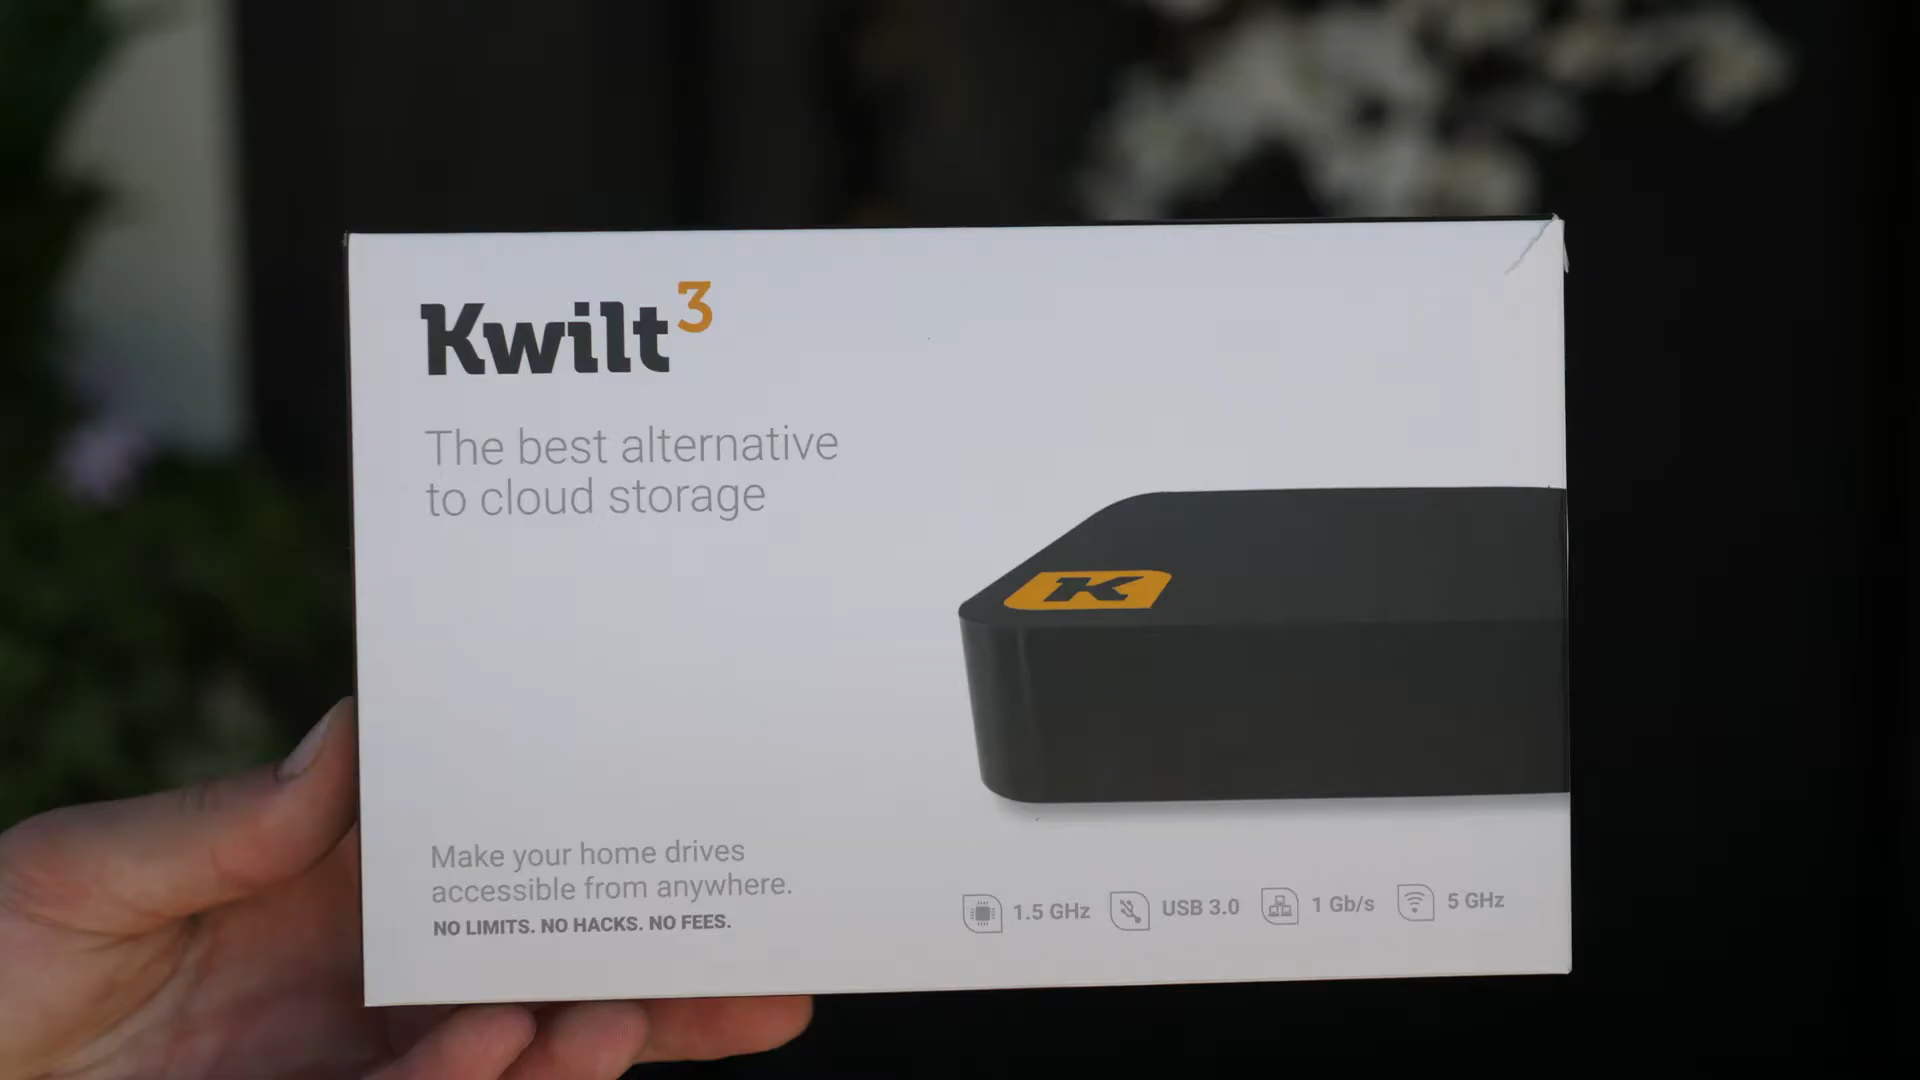 Kwilt³
The best alternative
to cloud storage
K
Make your home drives
accessible from anywhere.
NO LIMITS. NO HACKS. NO FEES.
1.5 GHz USB 3.0 1 Gb/s 5 GHz